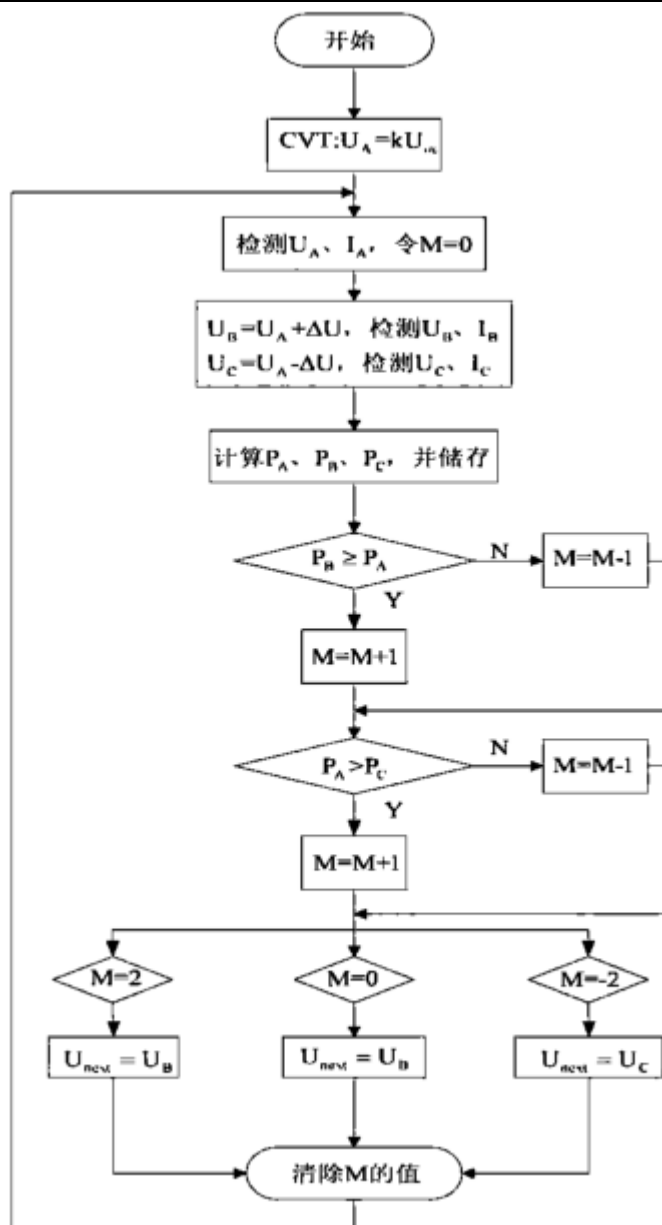 开始
CVT:U_A=kU
检测U_A、I_A, 令M=0
U_B=U_A+ΔU, 检测U_B、I_B
U_C=U_A-ΔU, 检测U_C、I_C
计算P_A、P_B、P_C, 并储存
P_B ≥ P_A
N
M=M-1
Y
M=M+1
P_A>P_C
N
M=M-1
Y
M=M+1
M=2
M=0
M=-2
U_next = U_B
U_next =
U_next = U_C
清除M的值